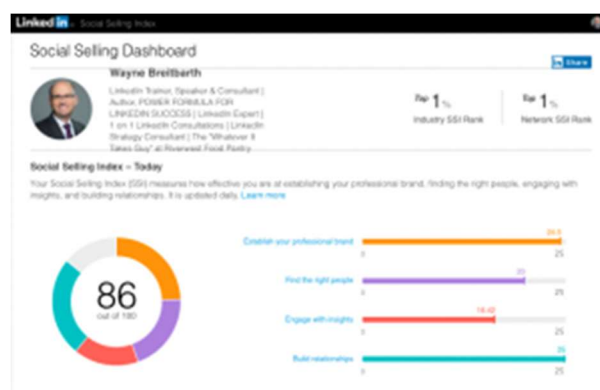 Linked in Social Selling Index
Social Selling Dashboard
in Share
Wayne Breitbarth
LinkedIn Trainer, Speaker & Consultant |
Author, POWER FORMULA FOR
LINKEDIN SUCCESS | LinkedIn Expert |
1 on 1 LinkedIn Consultations | LinkedIn
Strategy Consultant | The "Whatever It
Takes Guy" at Riverwest Food Pantry
Top 1%
Industry SSI Rank
Top 1%
Network SSI Rank
Social Selling Index – Today
Your Social Selling Index (SSI) measures how effective you are at establishing your professional brand, finding the right people, engaging with
insights, and building relationships. It is updated daily. Learn more
86
out of 100
Establish your professional brand
0
25
Find the right people
20
0
25
Engage with insights
0
25
Build relationships
25
0
25